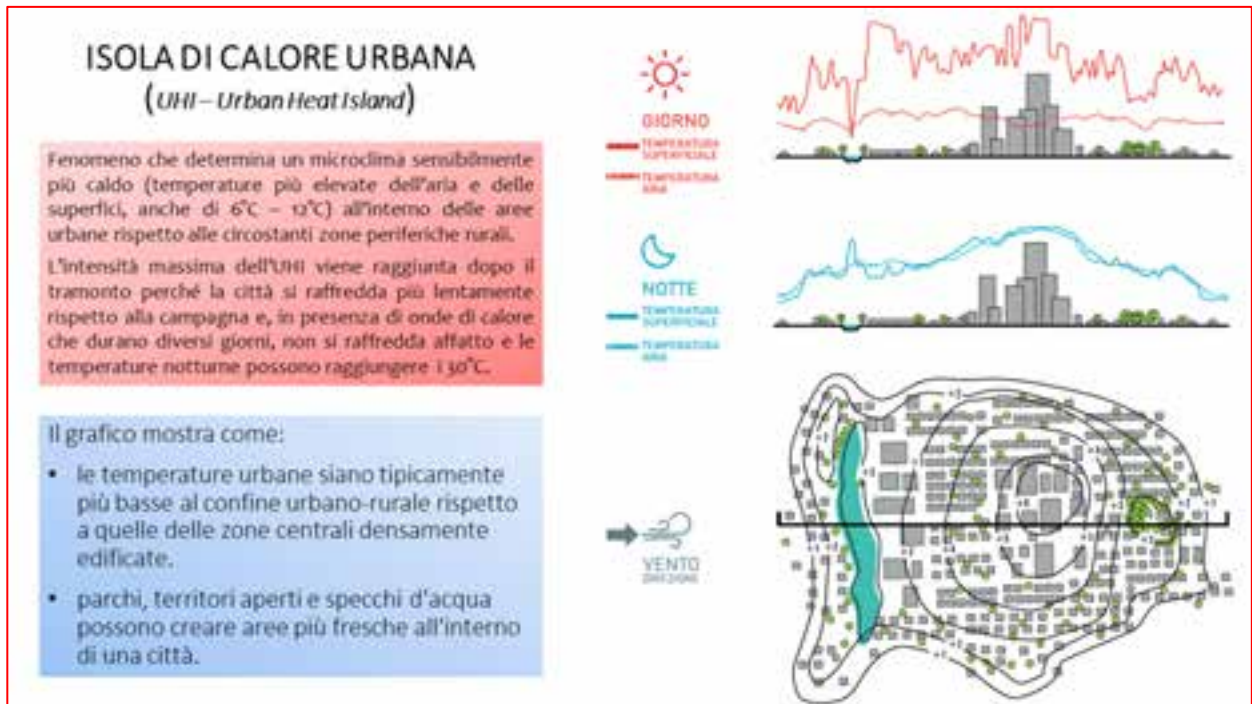 ISOLA DI CALORE URBANA
(UHI – Urban Heat Island)
Fenomeno che determina un microclima sensibilmente
più caldo (temperature più elevate dell'aria e delle
superfici, anche di 6°C – 12°C) all'interno delle aree
urbane rispetto alle circostanti zone periferiche rurali.
L'intensità massima dell'UHI viene raggiunta dopo il
tramonto perché la città si raffredda più lentamente
rispetto alla campagna e, in presenza di onde di calore
che durano diversi giorni, non si raffredda affatto e le
temperature notturne possono raggiungere i 30°C.
Il grafico mostra come:
• le temperature urbane siano tipicamente
più basse al confine urbano-rurale rispetto
a quelle delle zone centrali densamente
edificate.
• parchi, territori aperti e specchi d'acqua
possono creare aree più fresche all'interno
di una città.
GIORNO
TEMPERATURA
SUPERFICIALE
TEMPERATURA
ARIA
NOTTE
TEMPERATURA
SUPERFICIALE
TEMPERATURA
ARIA
VENTO
DIREZIONE